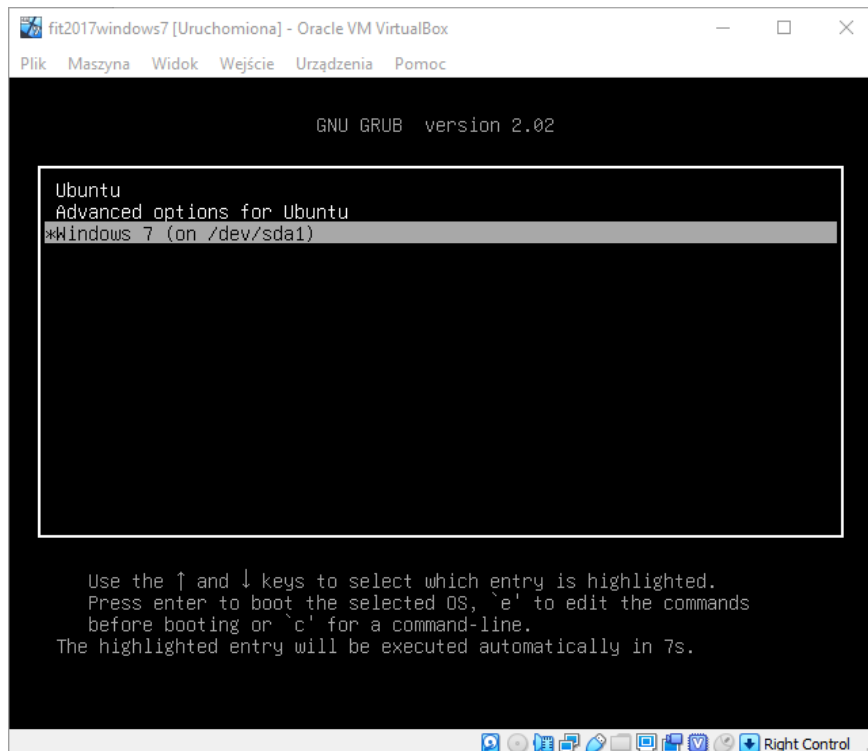 fit2017windows7 [Uruchomiona] - Oracle VM VirtualBox
Plik Maszyna Widok Wejście Urządzenia Pomoc
GNU GRUB version 2.02
Ubuntu
Advanced options for Ubuntu
*Windows 7 (on /dev/sda1)
Use the ↑ and ↓ keys to select which entry is highlighted.
Press enter to boot the selected OS, `e' to edit the commands
before booting or `c' for a command-line.
The highlighted entry will be executed automatically in 7s.
Right Control